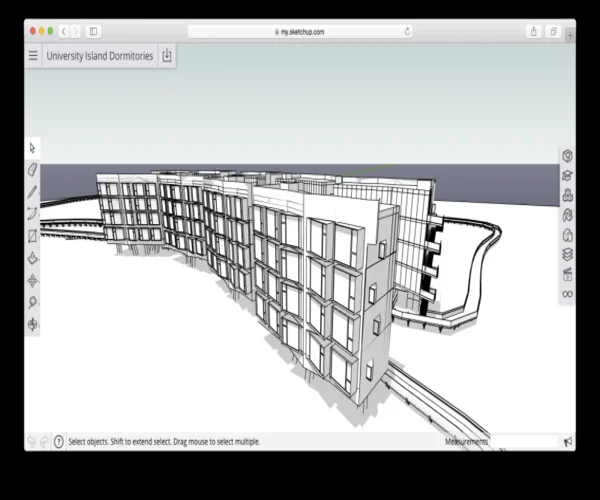 my.sketchup.com
University Island Dormitories
Select objects. Shift to extend select. Drag mouse to select multiple.
Measurements